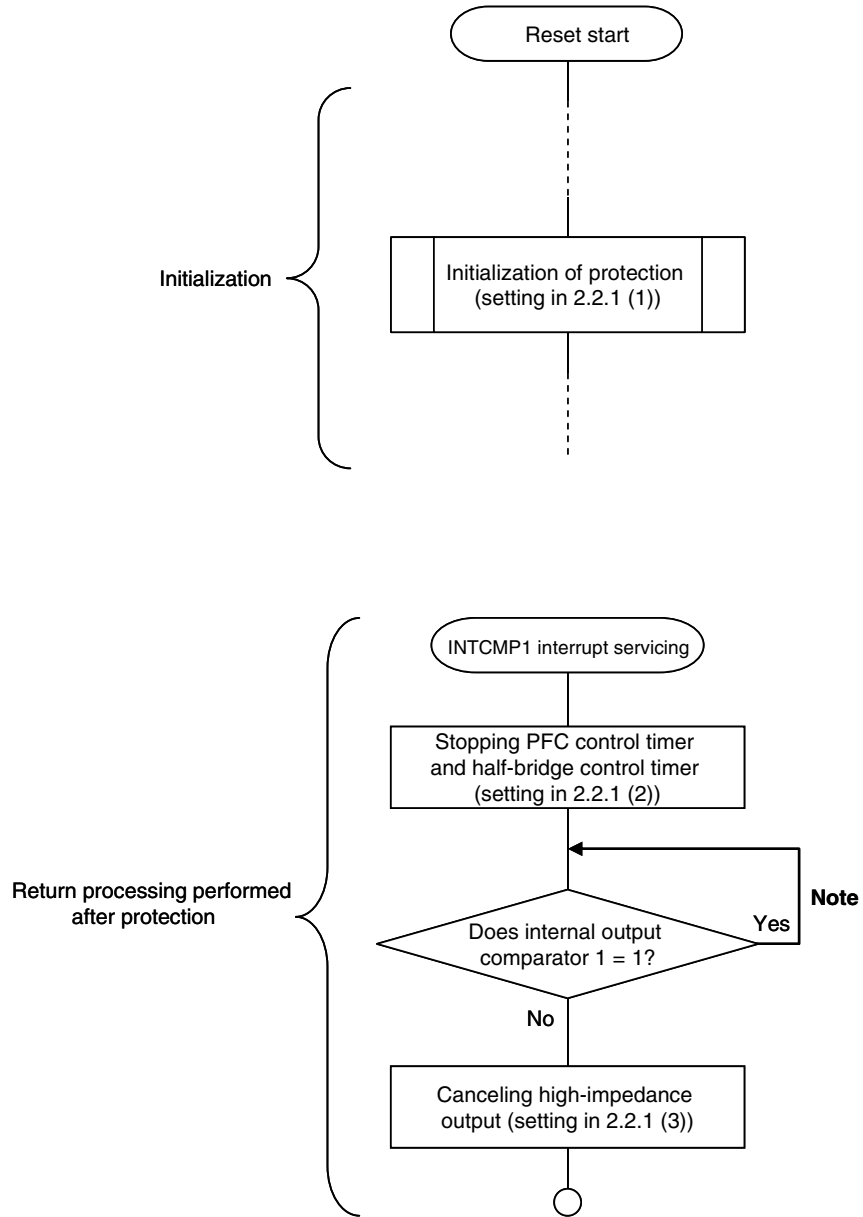 Reset start
Initialization
Initialization of protection
(setting in 2.2.1 (1))
INTCMP1 interrupt servicing
Stopping PFC control timer
and half-bridge control timer
(setting in 2.2.1 (2))
Return processing performed
after protection
Note
Yes
Does internal output
comparator 1 = 1?
No
Canceling high-impedance
output (setting in 2.2.1 (3))